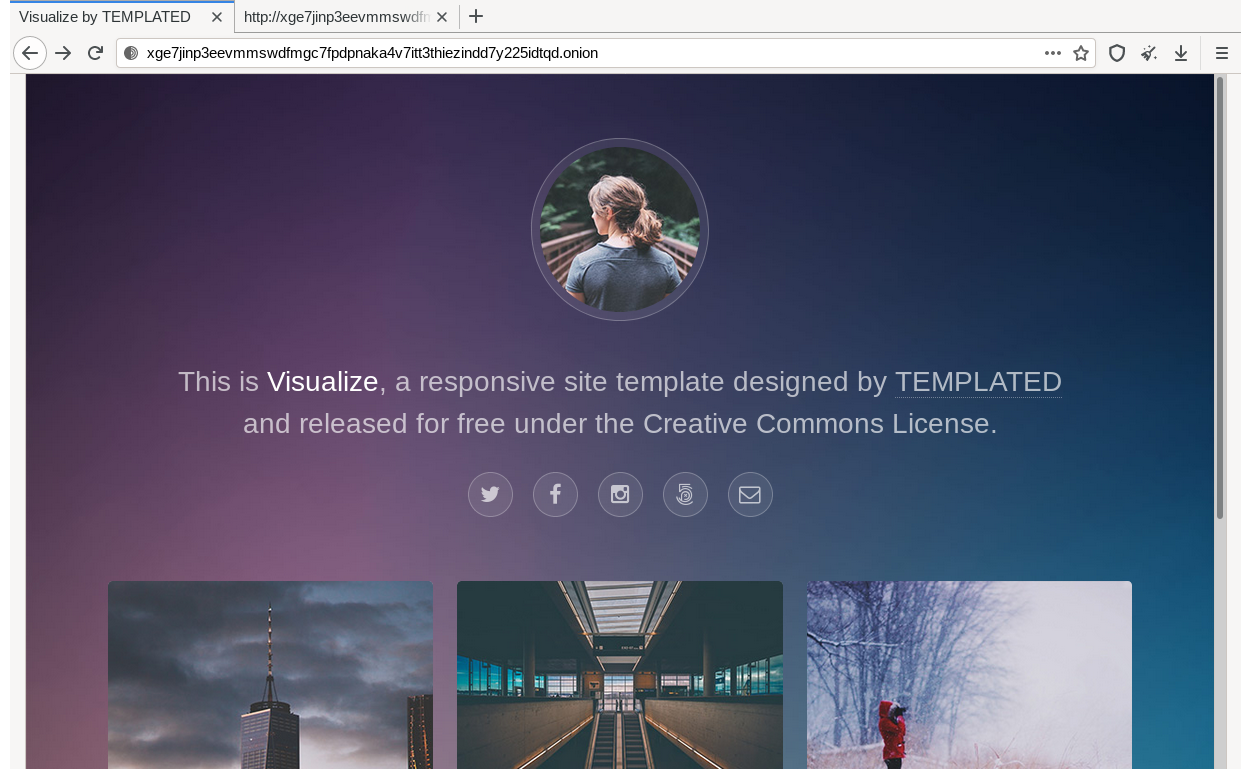 Visualize by TEMPLATED
http://xge7jinp3eevmmswdfm
xge7jinp3eevmmswdfmgc7fpdpnaka4v7itt3thiezindd7y225idtqd.onion
This is Visualize, a responsive site template designed by TEMPLATED
and released for free under the Creative Commons License.